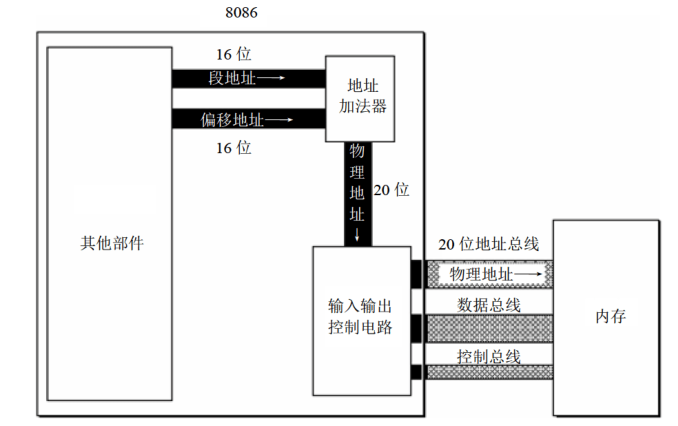 8086
16 位
段地址→
偏移地址→
16 位
地址
加法器
物
理
地
址
↓
20 位
其他部件
输入输出
控制电路
20 位地址总线
物理地址→
数据总线
控制总线
内存